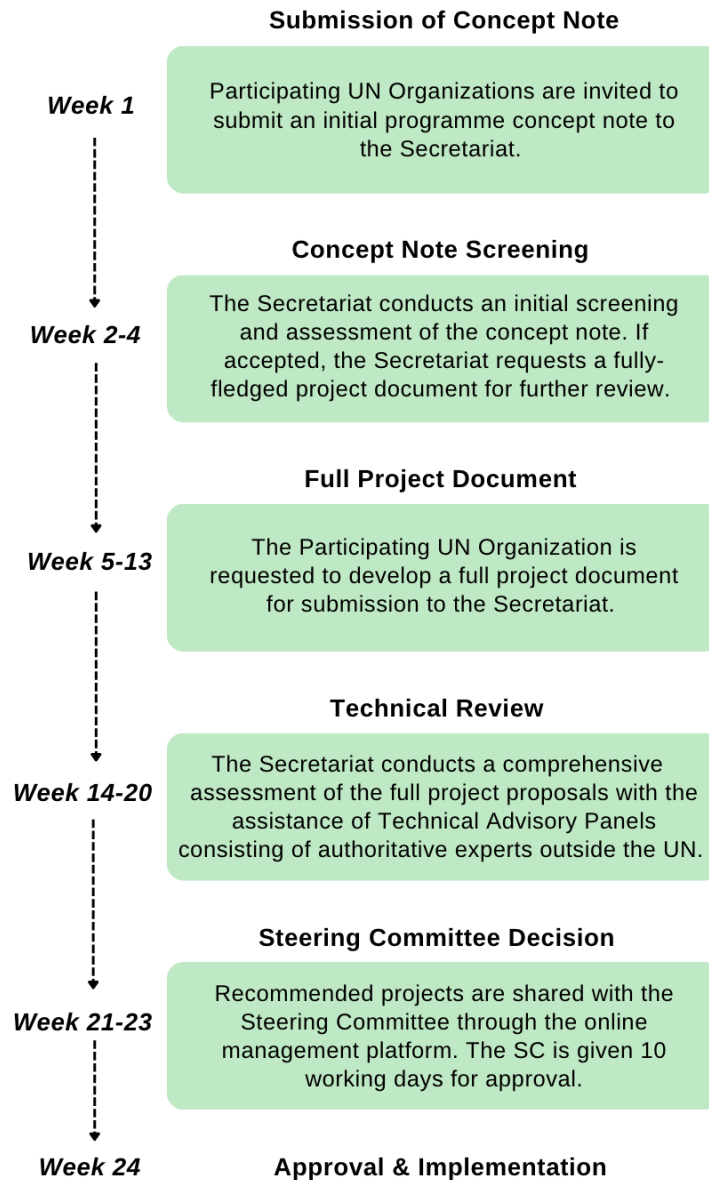 Submission of Concept Note
Week 1
Participating UN Organizations are invited to
submit an initial programme concept note to
the Secretariat.
Concept Note Screening
Week 2-4
The Secretariat conducts an initial screening
and assessment of the concept note. If
accepted, the Secretariat requests a fully-
fledged project document for further review.
Full Project Document
Week 5-13
The Participating UN Organization is
requested to develop a full project document
for submission to the Secretariat.
Technical Review
Week 14-20
The Secretariat conducts a comprehensive
assessment of the full project proposals with the
assistance of Technical Advisory Panels
consisting of authoritative experts outside the UN.
Steering Committee Decision
Week 21-23
Recommended projects are shared with the
Steering Committee through the online
management platform. The SC is given 10
working days for approval.
Week 24
Approval & Implementation